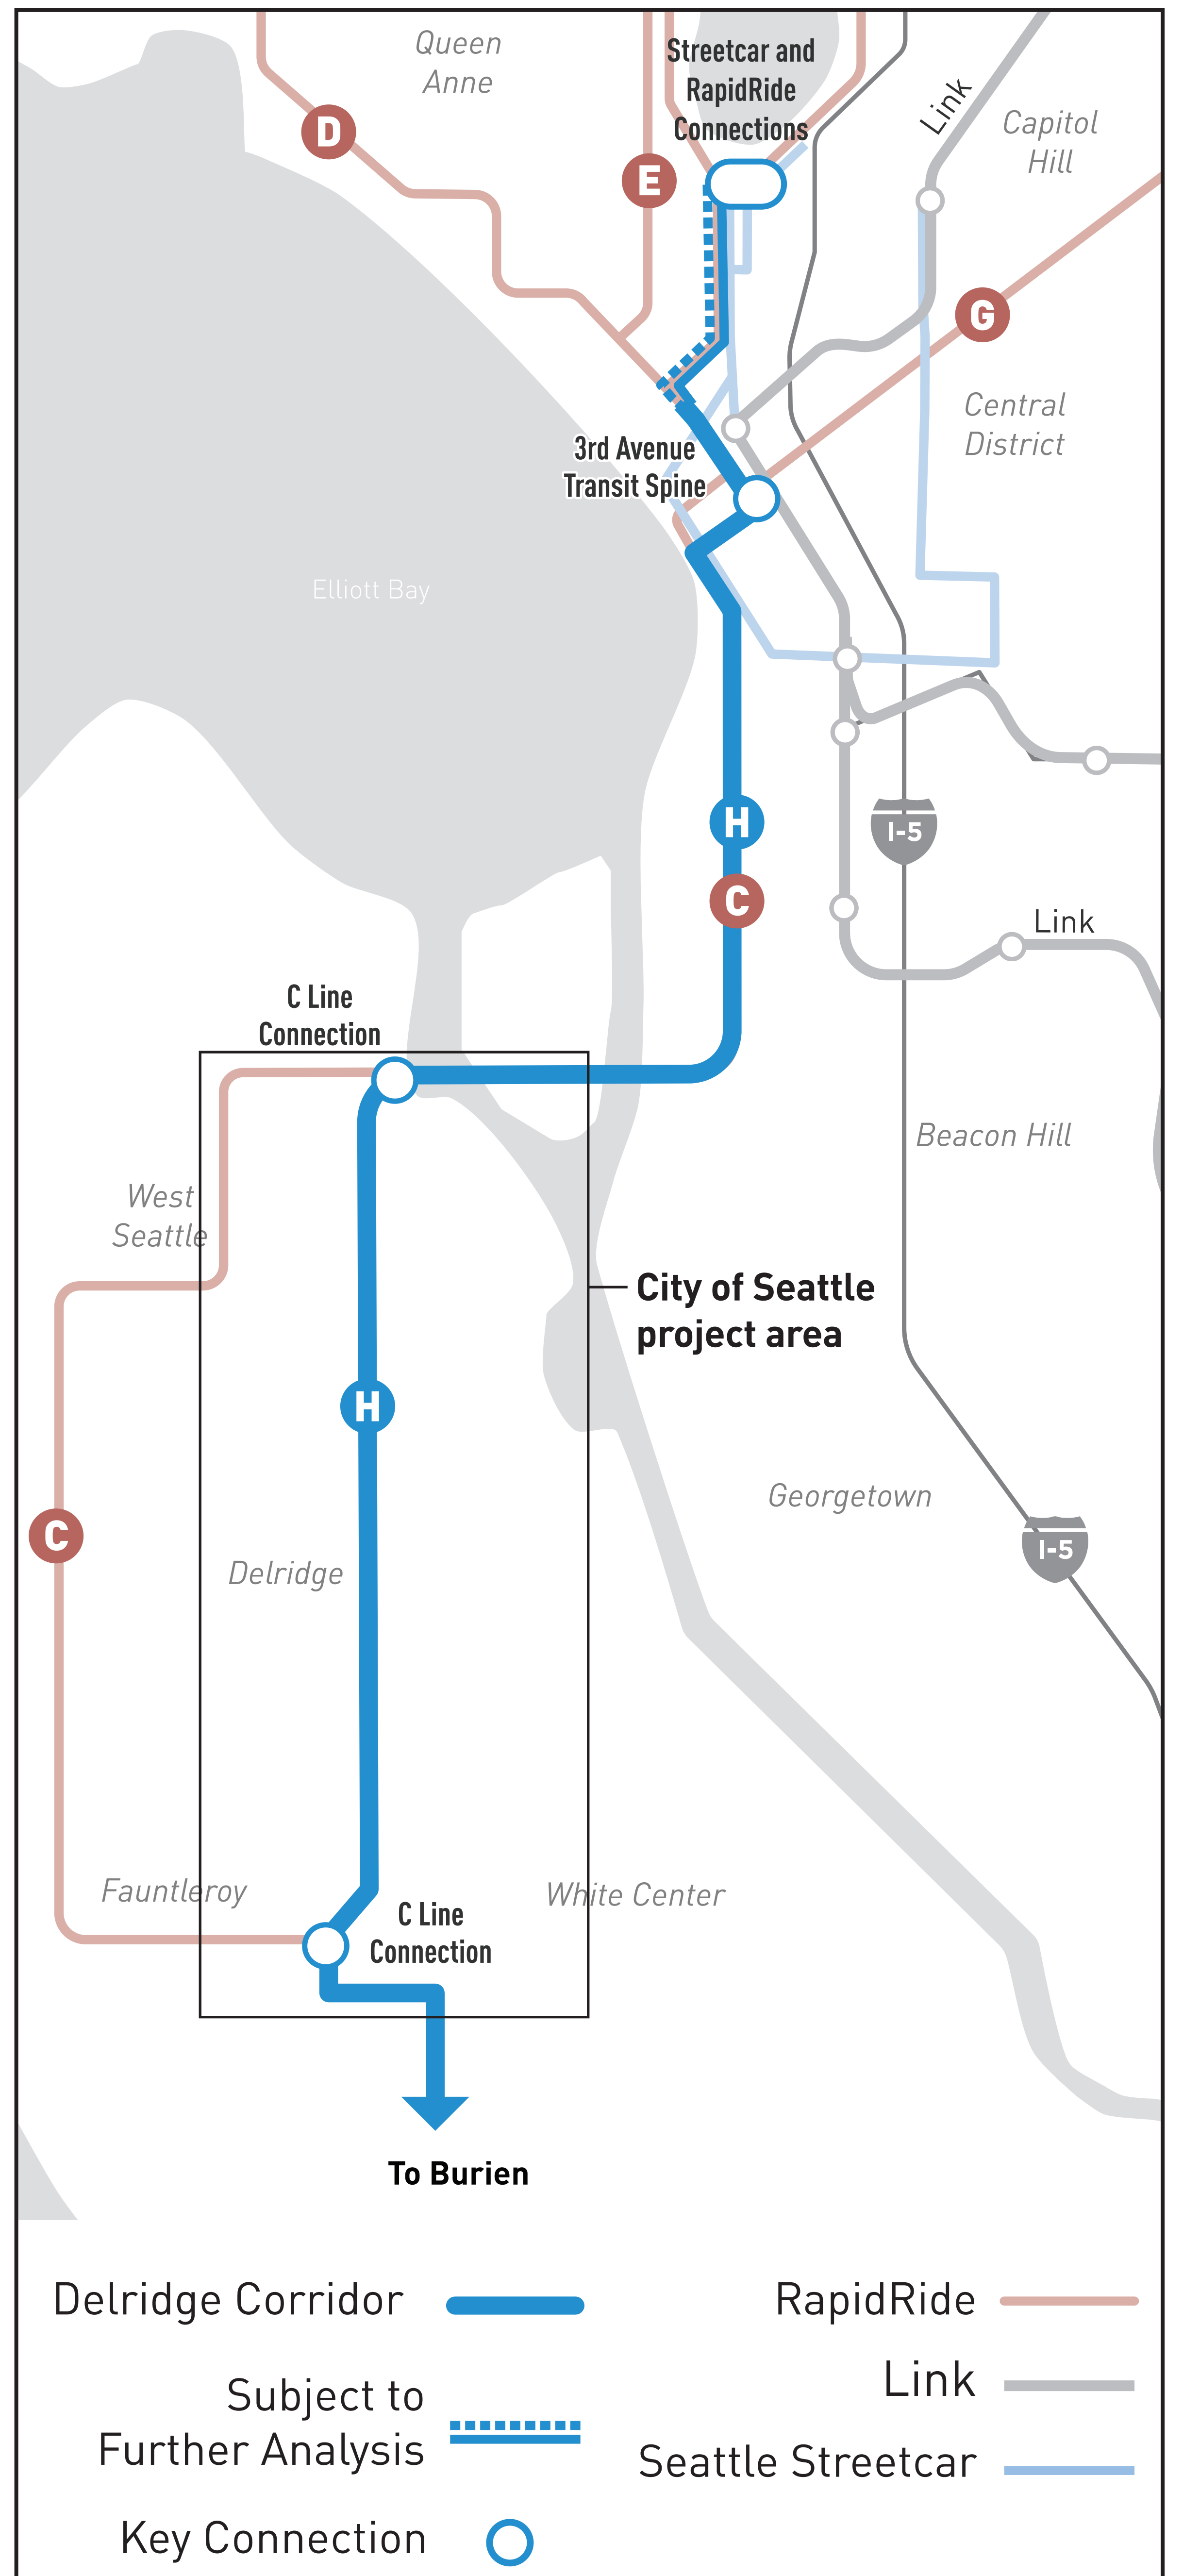 Queen
Anne
Streetcar and
RapidRide
Connections
Link
Capitol
Hill
D
E
G
Central
District
3rd Avenue
Transit Spine
Elliott Bay
H
I-5
C
Link
C Line
Connection
Beacon Hill
West
Seattle
City of Seattle
project area
H
Georgetown
C
I-5
Delridge
Fauntleroy
White Center
C Line
Connection
To Burien
Delridge Corridor
RapidRide
Subject to
Further Analysis
Link
Seattle Streetcar
Key Connection